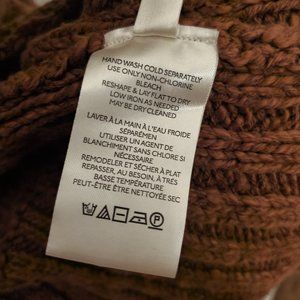 HAND WASH COLD SEPARATELY
USE ONLY NON-CHLORINE
BLEACH
RESHAPE & LAY FLAT TO DRY
LOW IRON AS NEEDED
MAY BE DRY CLEANED
LAVER À LA MAIN À L'EAU FROIDE
SÉPARÉMEN
UTILISER UN AGENT DE
BLANCHIMENT SANS CHLORE SI
NÉCESSAIRE
REMODELER ET SÉCHER À PLAT
REPASSER, AU BESOIN, À TRÈS
BASSE TEMPÉRATURE
PEUT-ÊTRE ÊTRE NETTOYÉE SEC
P